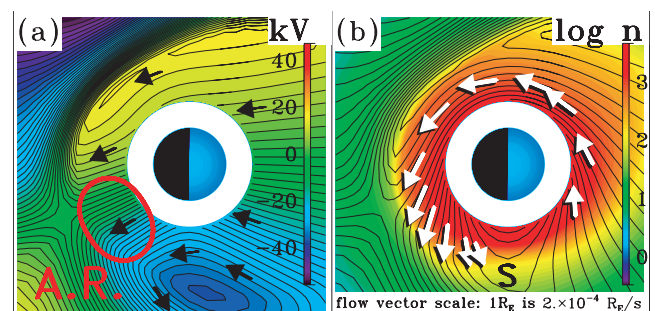 (a)
kV
40
20
0
-20
-40
A.R.
(b)
log n
3
2
1
0
S
flow vector scale: 1R_E is 2.×10⁻⁴ R_E/s